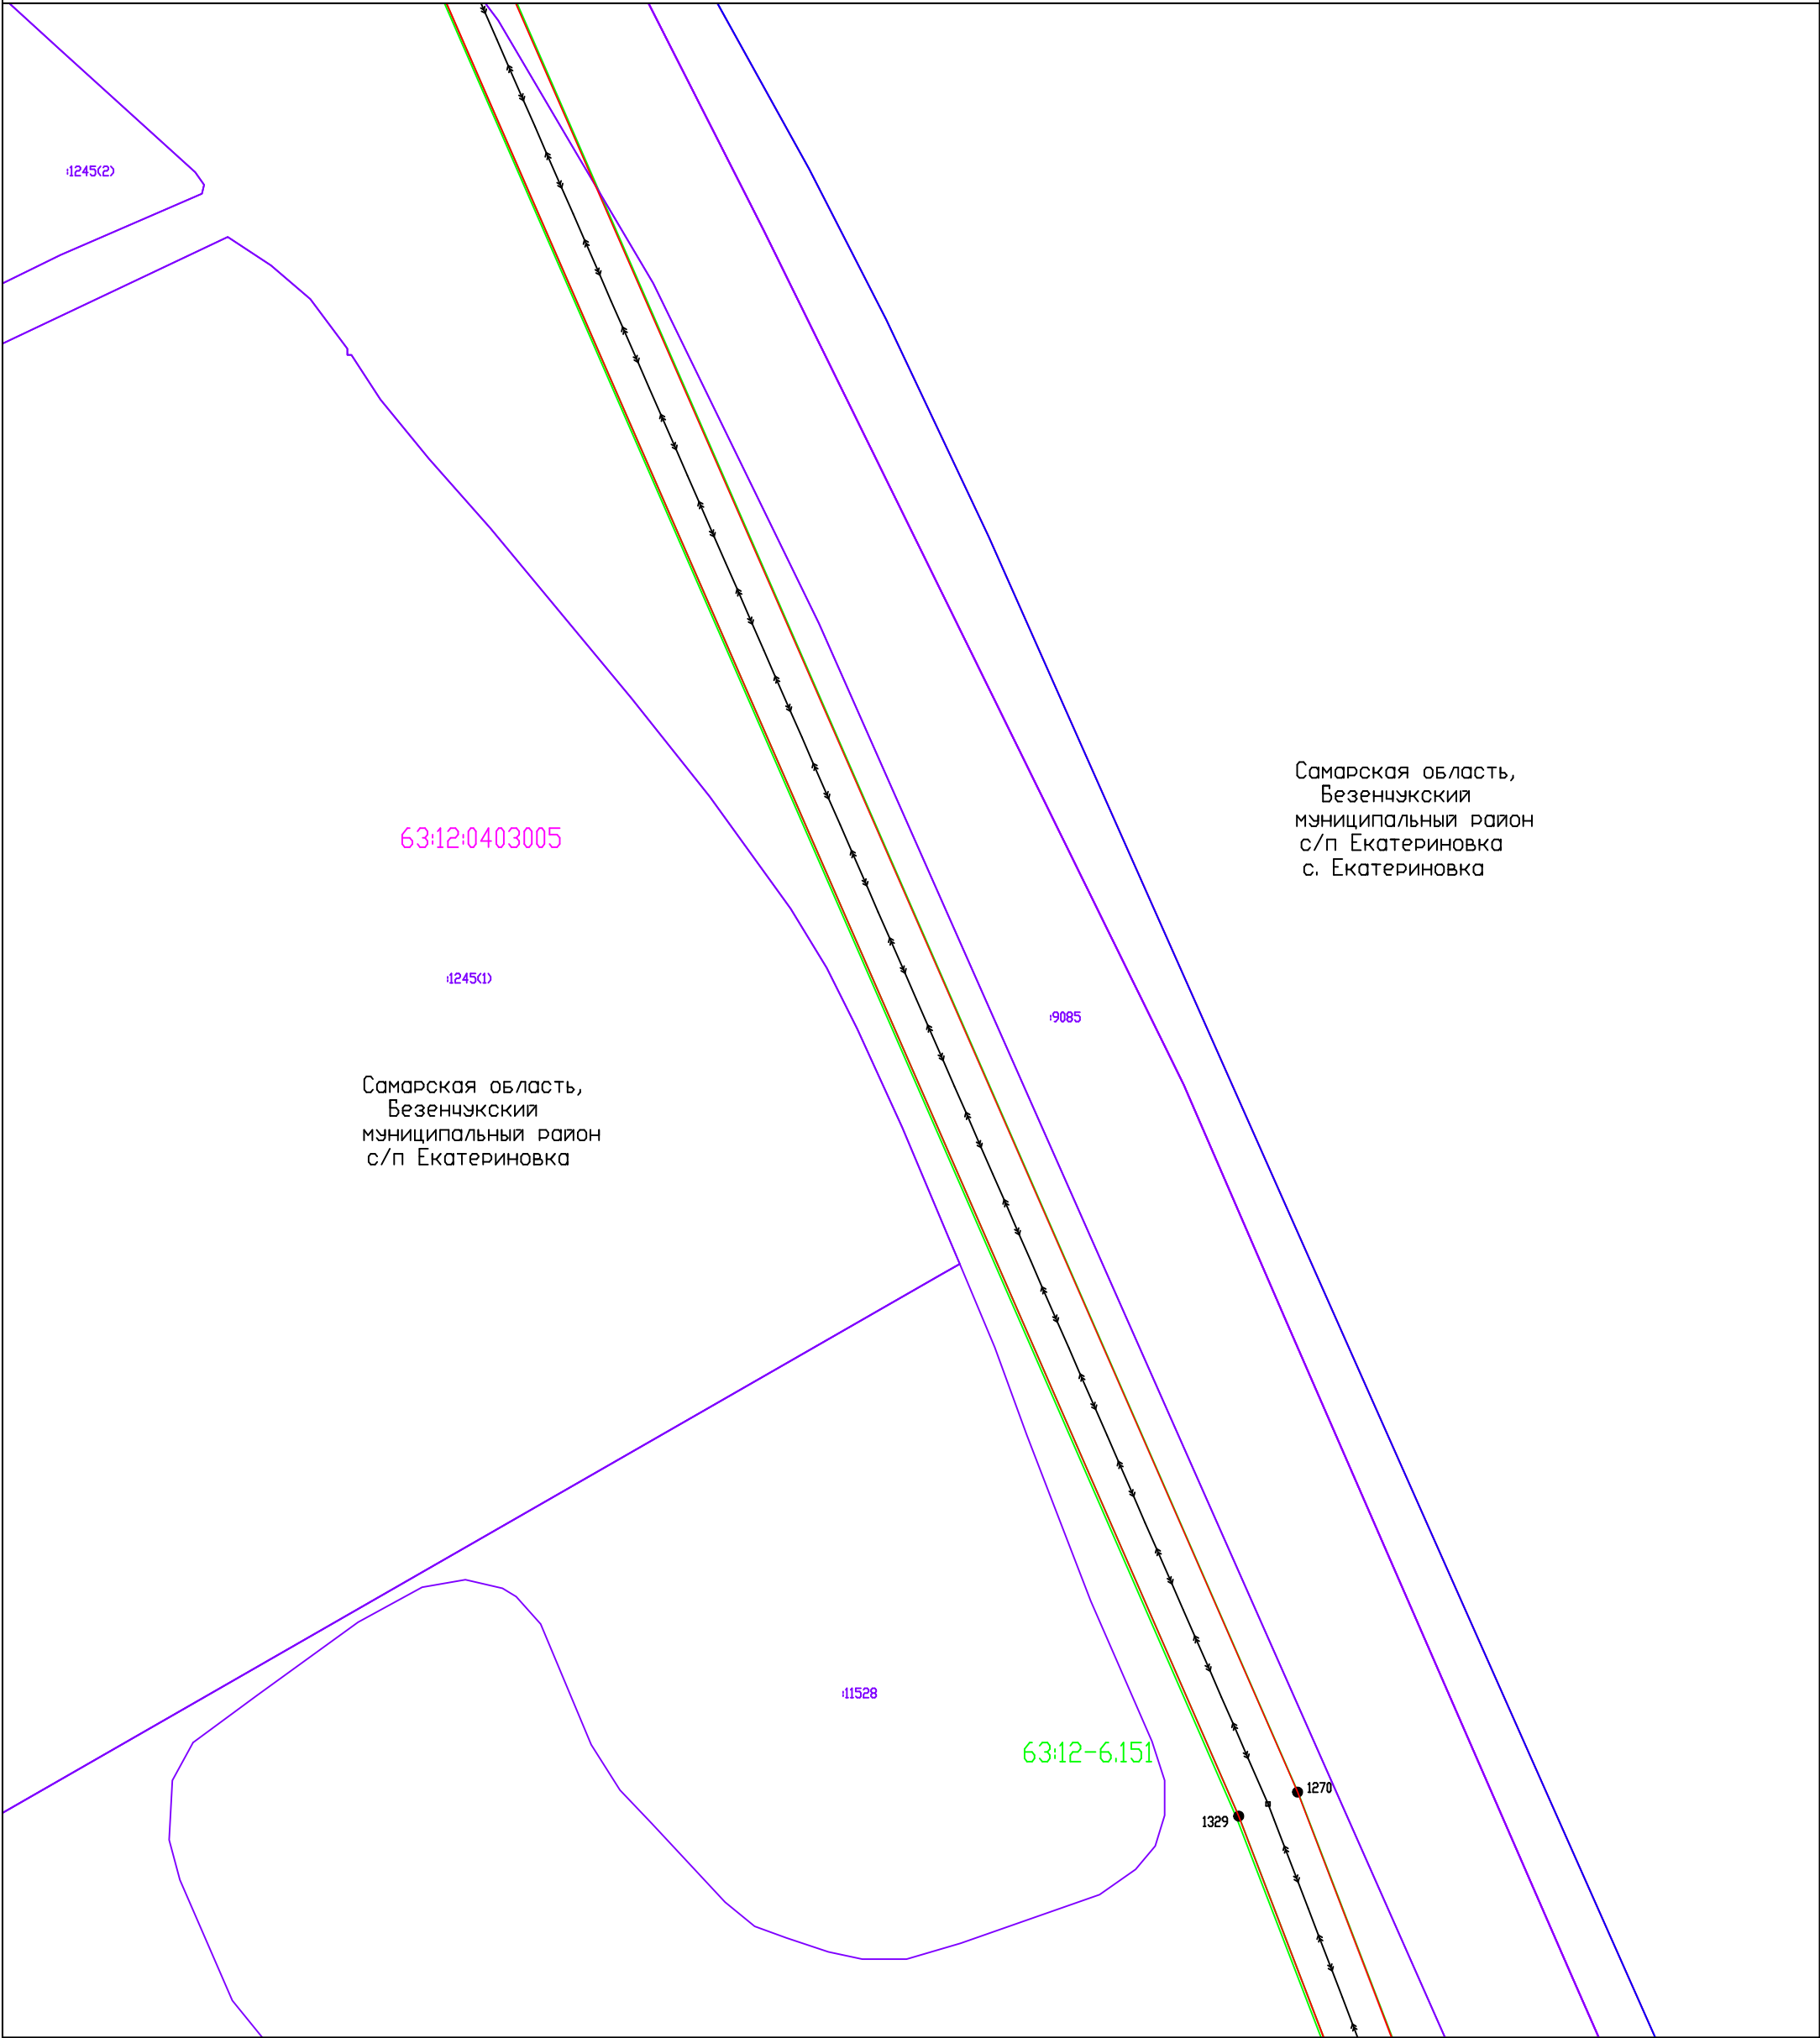 :1245(2)
Самарская область,
Безенчукский
муниципальный район
с/п Екатериновка
с. Екатериновка
63:12:0403005
:1245(1)
:9085
Самарская область,
Безенчукский
муниципальный район
с/п Екатериновка
:11528
63:12-6.151
1270
1329